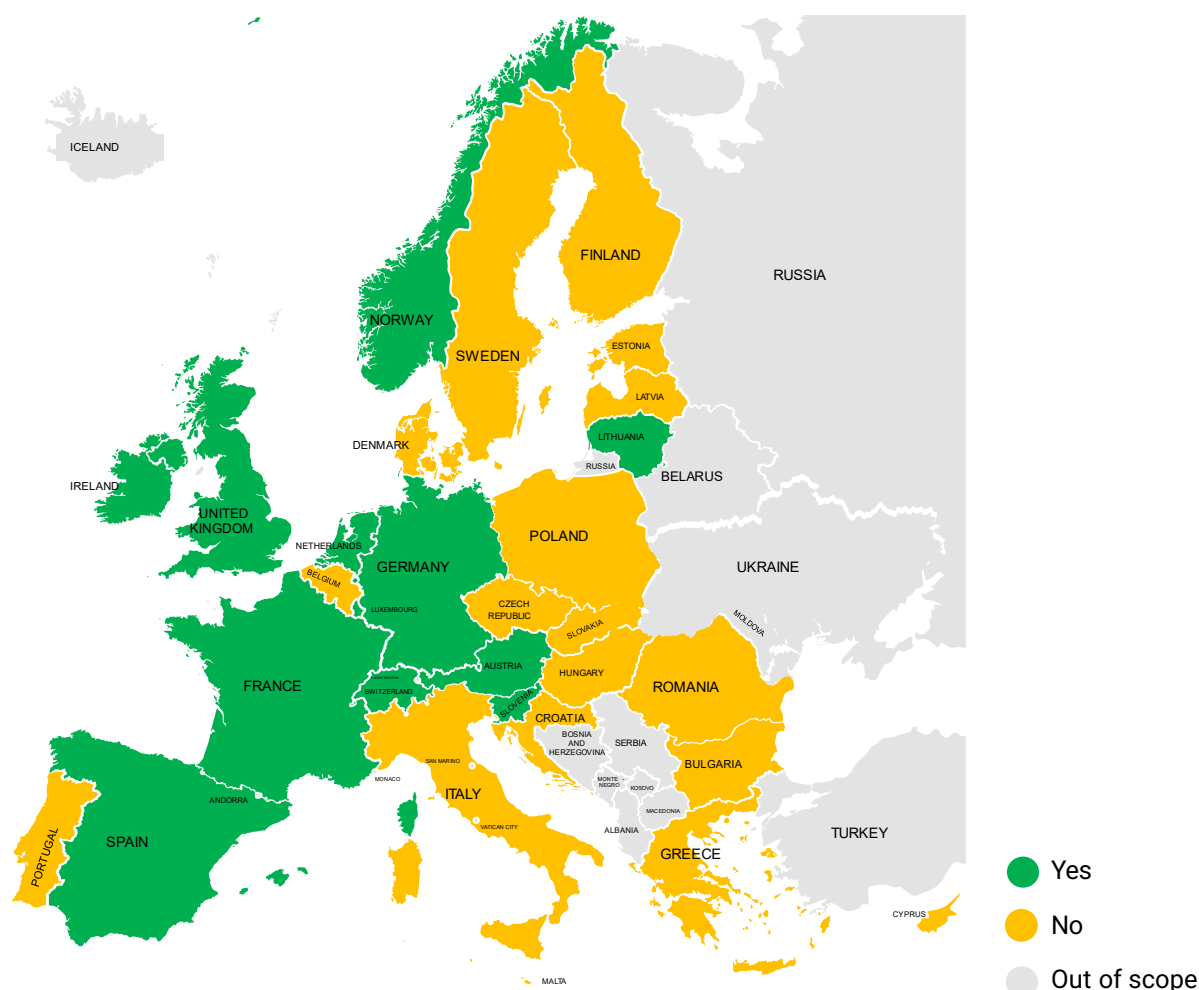 ICELAND
FINLAND
RUSSIA
NORWAY
SWEDEN
ESTONIA
LATVIA
LITHUANIA
DENMARK
RUSSIA
BELARUS
IRELAND
UNITED
KINGDOM
NETHERLANDS
POLAND
GERMANY
UKRAINE
BELGIUM
LUXEMBOURG
CZECH
REPUBLIC
SLOVAKIA
MOLDOVA
AUSTRIA
HUNGARY
FRANCE
SWITZERLAND
ROMANIA
SLOVENIA
CROATIA
BOSNIA
AND
HERZEGOVINA
SERBIA
SAN MARINO
BULGARIA
MONACO
MONTE -
NEGRO
KOSOVO
ANDORRA
ITALY
MACEDONIA
VATICAN CITY
ALBANIA
TURKEY
SPAIN
PORTUGAL
GREECE
CYPRUS
MALTA
Yes
No
Out of scope